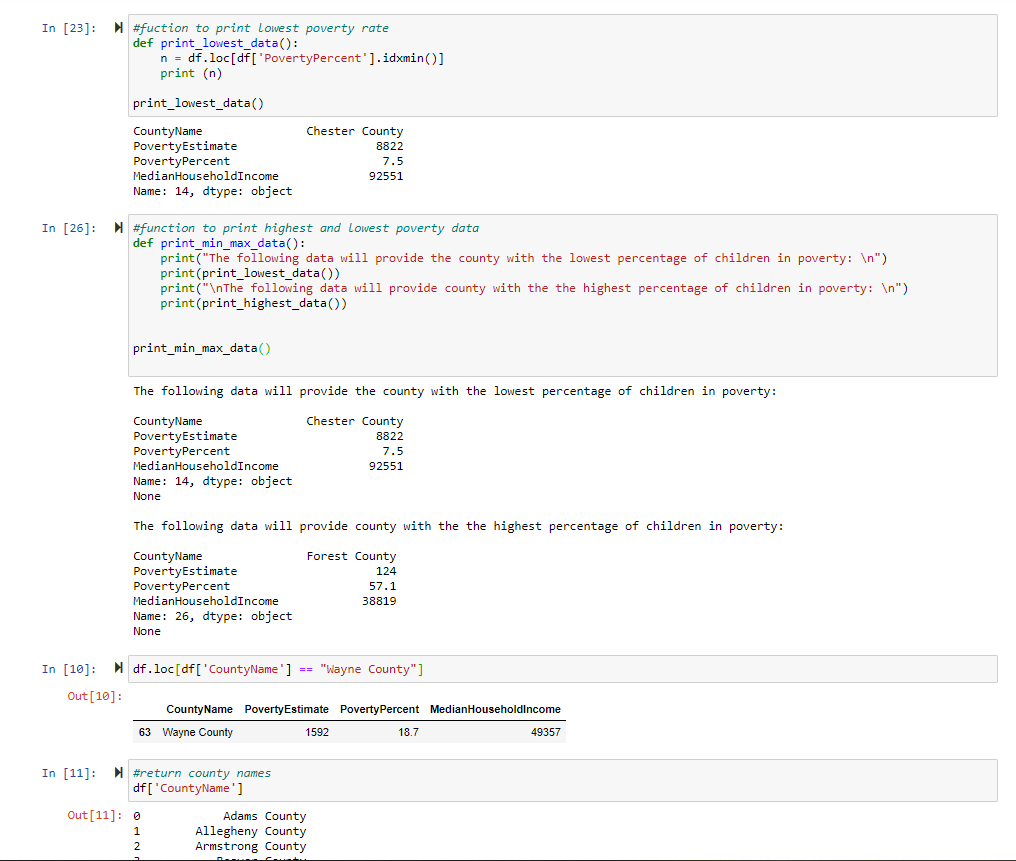 In [23]: #fuction to print lowest poverty rate
def print_lowest_data():
    n = df.loc[df['PovertyPercent'].idxmin()]
    print (n)
print_lowest_data()
CountyName               Chester County
PovertyEstimate                    8822
PovertyPercent                      7.5
MedianHouseholdIncome             92551
Name: 14, dtype: object
In [26]: #function to print highest and lowest poverty data
def print_min_max_data():
    print("The following data will provide the county with the lowest percentage of children in poverty: \n")
    print(print_lowest_data())
    print("\nThe following data will provide county with the the highest percentage of children in poverty: \n")
    print(print_highest_data())
print_min_max_data()
The following data will provide the county with the lowest percentage of children in poverty:
CountyName               Chester County
PovertyEstimate                    8822
PovertyPercent                      7.5
MedianHouseholdIncome             92551
Name: 14, dtype: object
None
The following data will provide county with the the highest percentage of children in poverty:
CountyName               Forest County
PovertyEstimate                    124
PovertyPercent                    57.1
MedianHouseholdIncome            38819
Name: 26, dtype: object
None
In [10]: df.loc[df['CountyName'] == "Wayne County"]
Out[10]:
CountyName PovertyEstimate PovertyPercent MedianHouseholdIncome
63 Wayne County 1592 18.7 49357
In [11]: #return county names
df['CountyName']
Out[11]: 0            Adams County
1        Allegheny County
2        Armstrong County